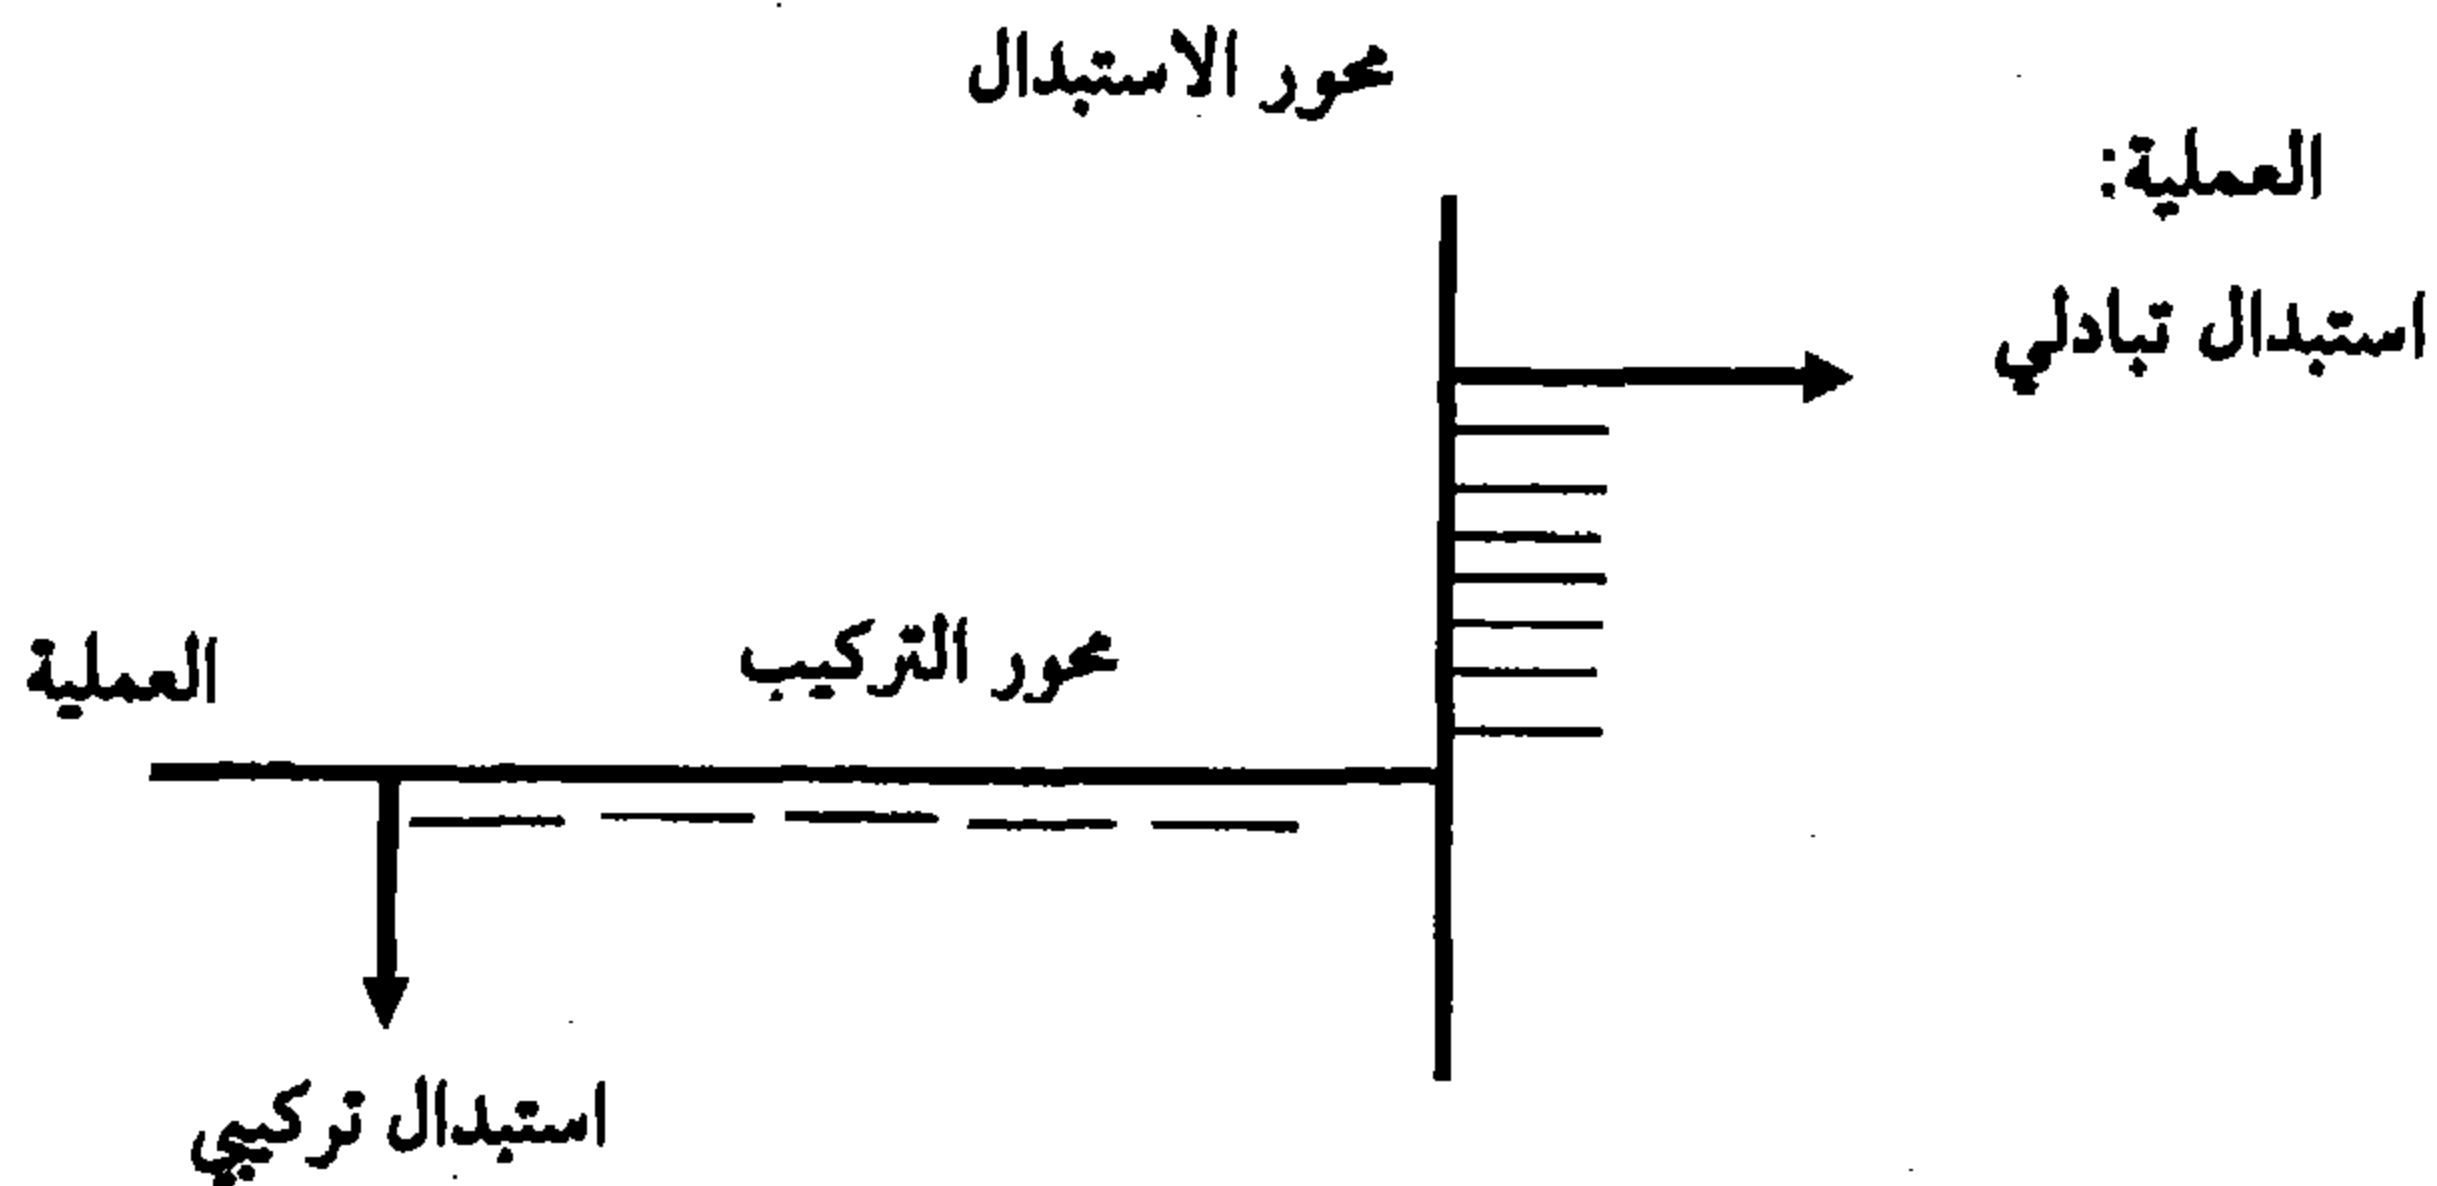 محور الاستبدال
العملية:
استبدال تبادلي
محور التركيب
العملية
استبدال تركيبي